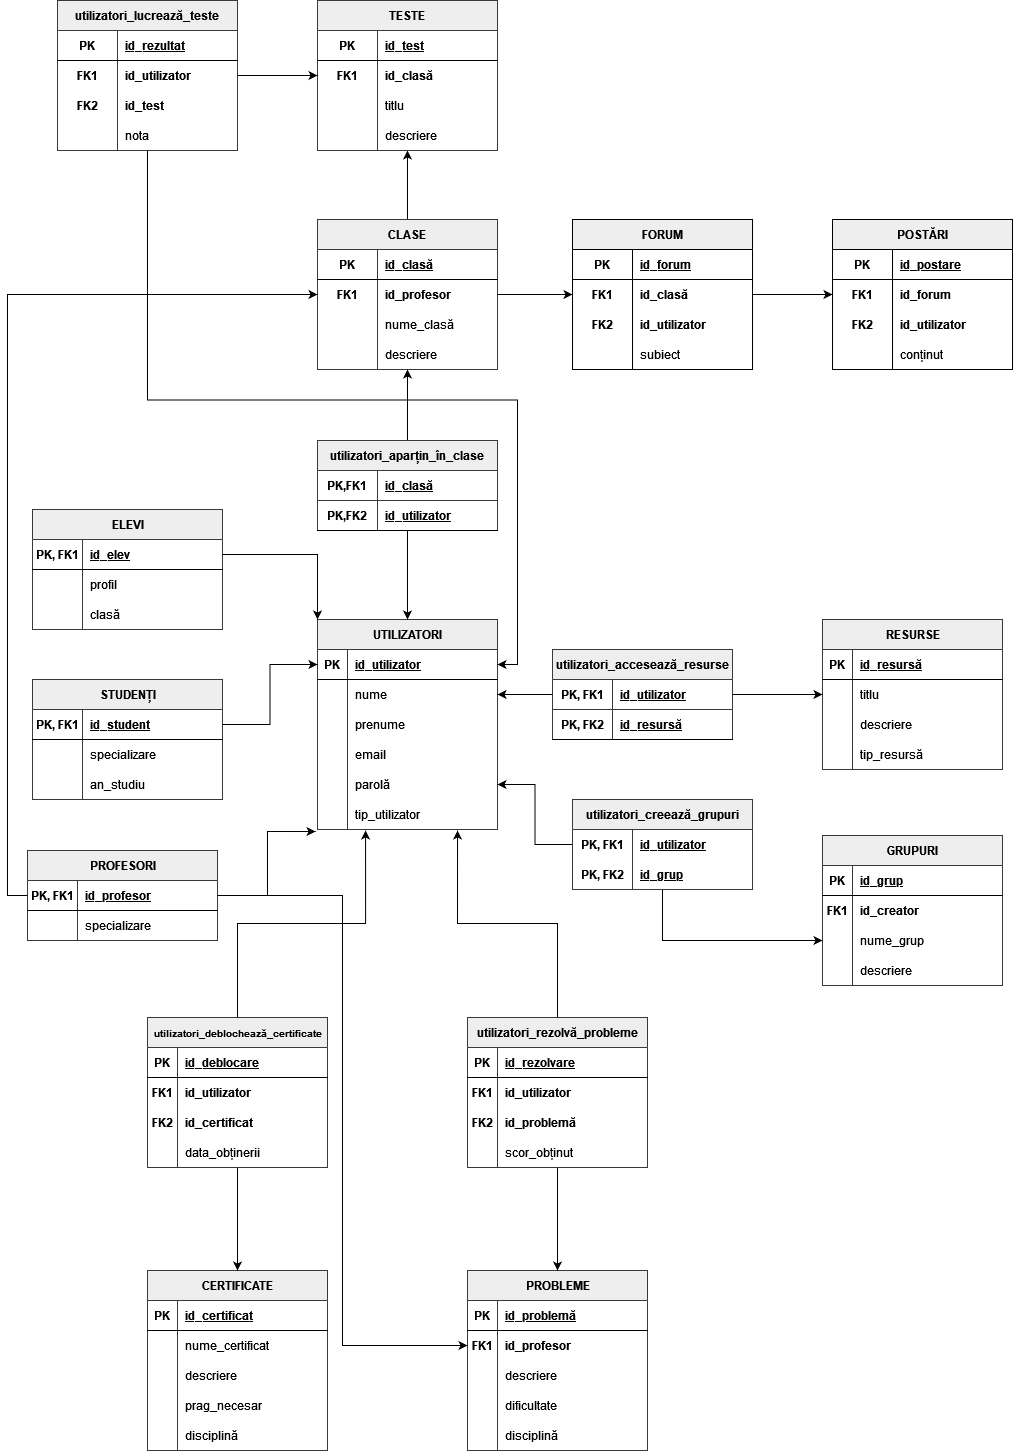 utilizatori_lucrează_teste
PK id_rezultat
FK1 id_utilizator
FK2 id_test
nota
TESTE
PK id_test
FK1 id_clasă
titlu
descriere
CLASE
PK id_clasă
FK1 id_profesor
nume_clasă
descriere
FORUM
PK id_forum
FK1 id_clasă
FK2 id_utilizator
subiect
POSTĂRI
PK id_postare
FK1 id_forum
FK2 id_utilizator
conținut
utilizatori_aparțin_în_clase
PK,FK1 id_clasă
PK,FK2 id_utilizator
ELEVI
PK, FK1 id_elev
profil
clasă
UTILIZATORI
PK id_utilizator
nume
prenume
email
parolă
tip_utilizator
STUDENȚI
PK, FK1 id_student
specializare
an_studiu
utilizatori_accesează_resurse
PK, FK1 id_utilizator
PK, FK2 id_resursă
RESURSE
PK id_resursă
titlu
descriere
tip_resursă
utilizatori_creează_grupuri
PK, FK1 id_utilizator
PK, FK2 id_grup
PROFESORI
PK, FK1 id_profesor
specializare
GRUPURI
PK id_grup
FK1 id_creator
nume_grup
descriere
utilizatori_deblochează_certificate
PK id_deblocare
FK1 id_utilizator
FK2 id_certificat
data_obținerii
utilizatori_rezolvă_probleme
PK id_rezolvare
FK1 id_utilizator
FK2 id_problemă
scor_obținut
CERTIFICATE
PK id_certificat
nume_certificat
descriere
prag_necesar
disciplină
PROBLEME
PK id_problemă
FK1 id_profesor
descriere
dificultate
disciplină